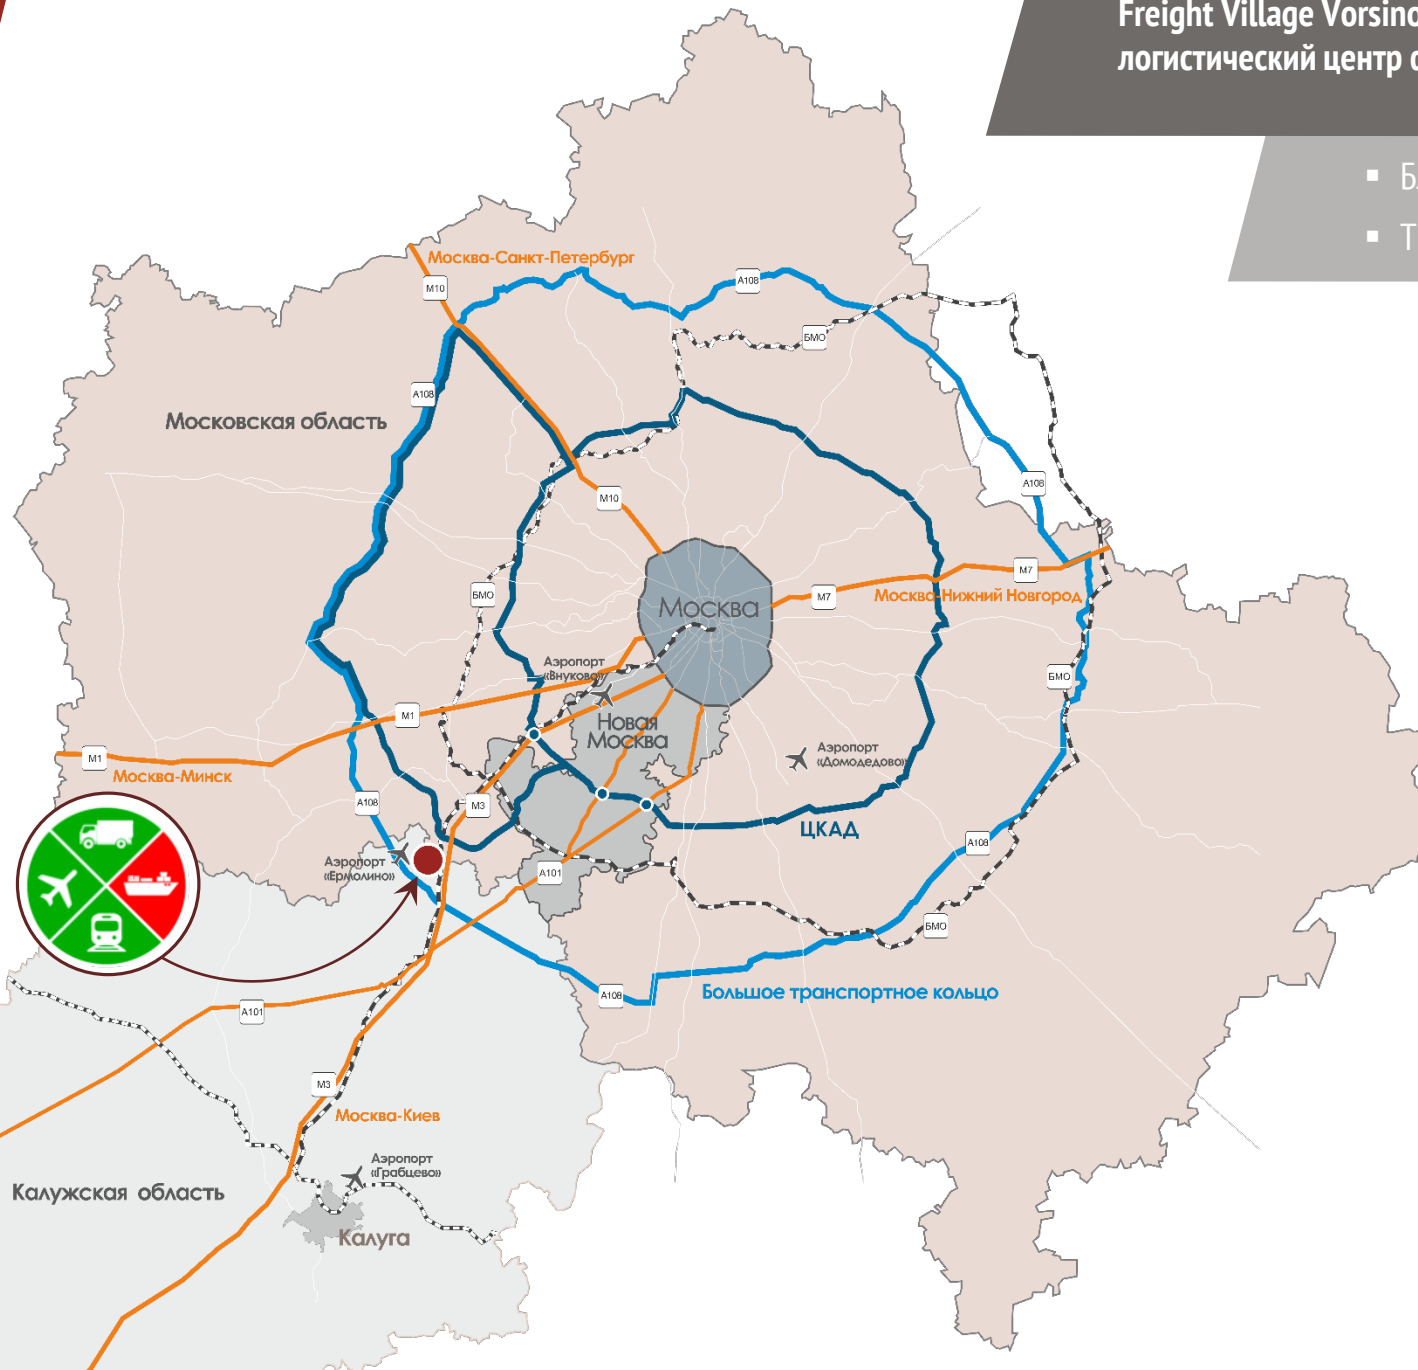 Freight Village Vorsino
логистический центр с
Б
Т
Москва-Санкт-Петербург
М10
А108
БМО
А108
Московская область
А108
М10
БМО
М7
М7
Москва-Нижний Новгород
Москва
Аэропорт
«Внуково»
БМО
М1
Новая
Москва
М1
Москва-Минск
Аэропорт
«Домодедово»
А108
М3
ЦКАД
А108
Аэропорт
«Ермолино»
А101
БМО
Большое транспортное кольцо
А108
А101
М3
Москва-Киев
Аэропорт
«Грабцево»
Калужская область
Калуга